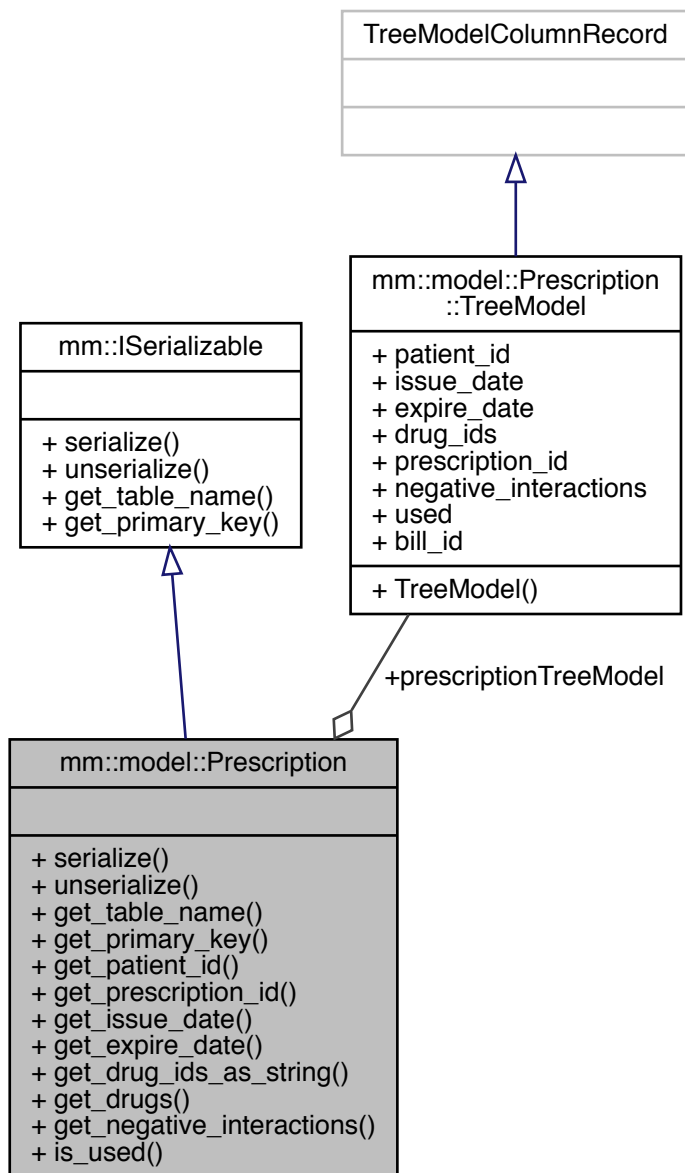 TreeModelColumnRecord
mm::model::Prescription
::TreeModel
+ patient_id
+ issue_date
+ expire_date
+ drug_ids
+ prescription_id
+ negative_interactions
+ used
+ bill_id
+ TreeModel()
mm::ISerializable
+ serialize()
+ unserialize()
+ get_table_name()
+ get_primary_key()
+prescriptionTreeModel
mm::model::Prescription
+ serialize()
+ unserialize()
+ get_table_name()
+ get_primary_key()
+ get_patient_id()
+ get_prescription_id()
+ get_issue_date()
+ get_expire_date()
+ get_drug_ids_as_string()
+ get_drugs()
+ get_negative_interactions()
+ is_used()